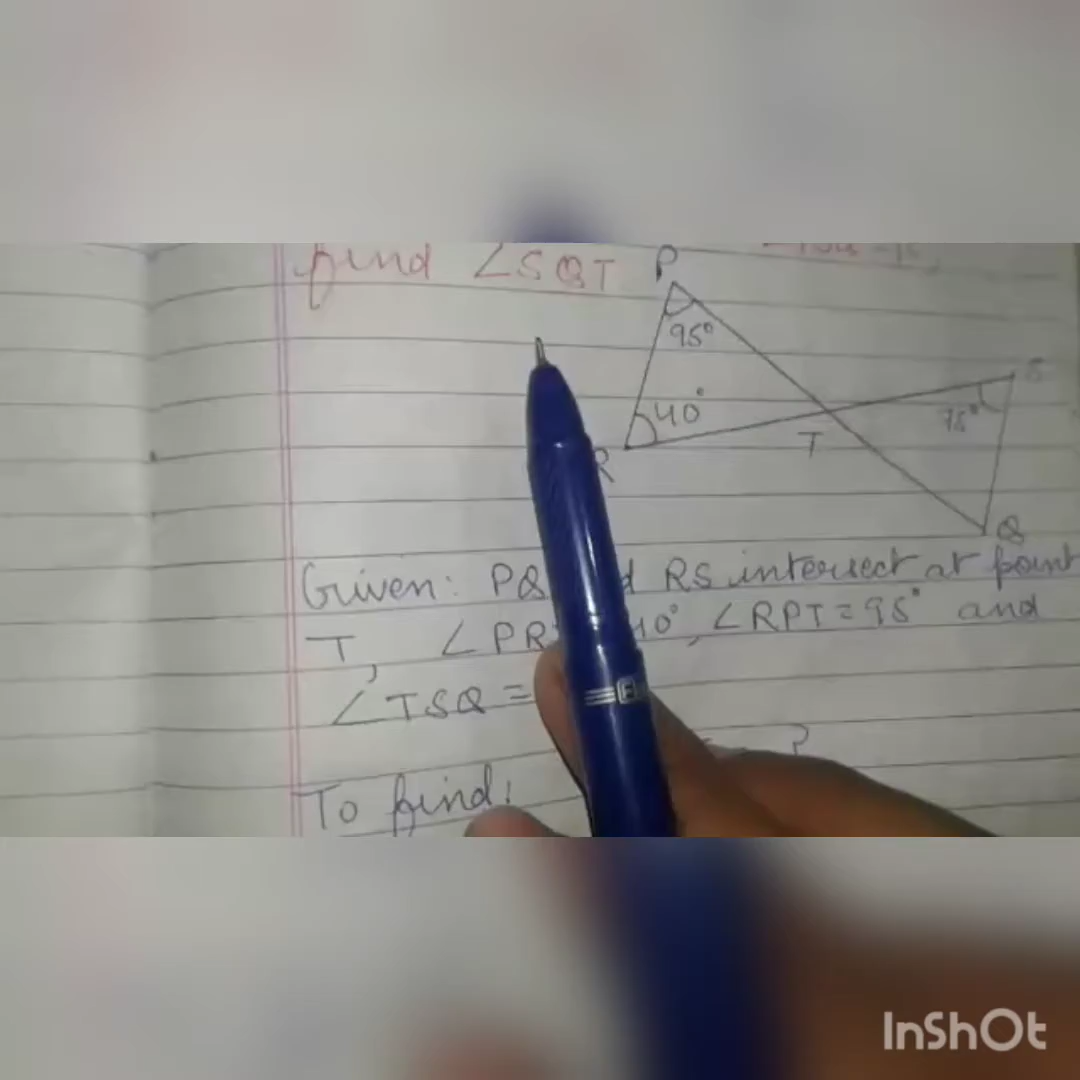 find ∠SQT
P
95°
40°
75°
T
R
Q
Given: PQ RS intersect at point
T, ∠PR 40°, ∠RPT = 95° and
∠TSQ =
To find:
?
InShOt